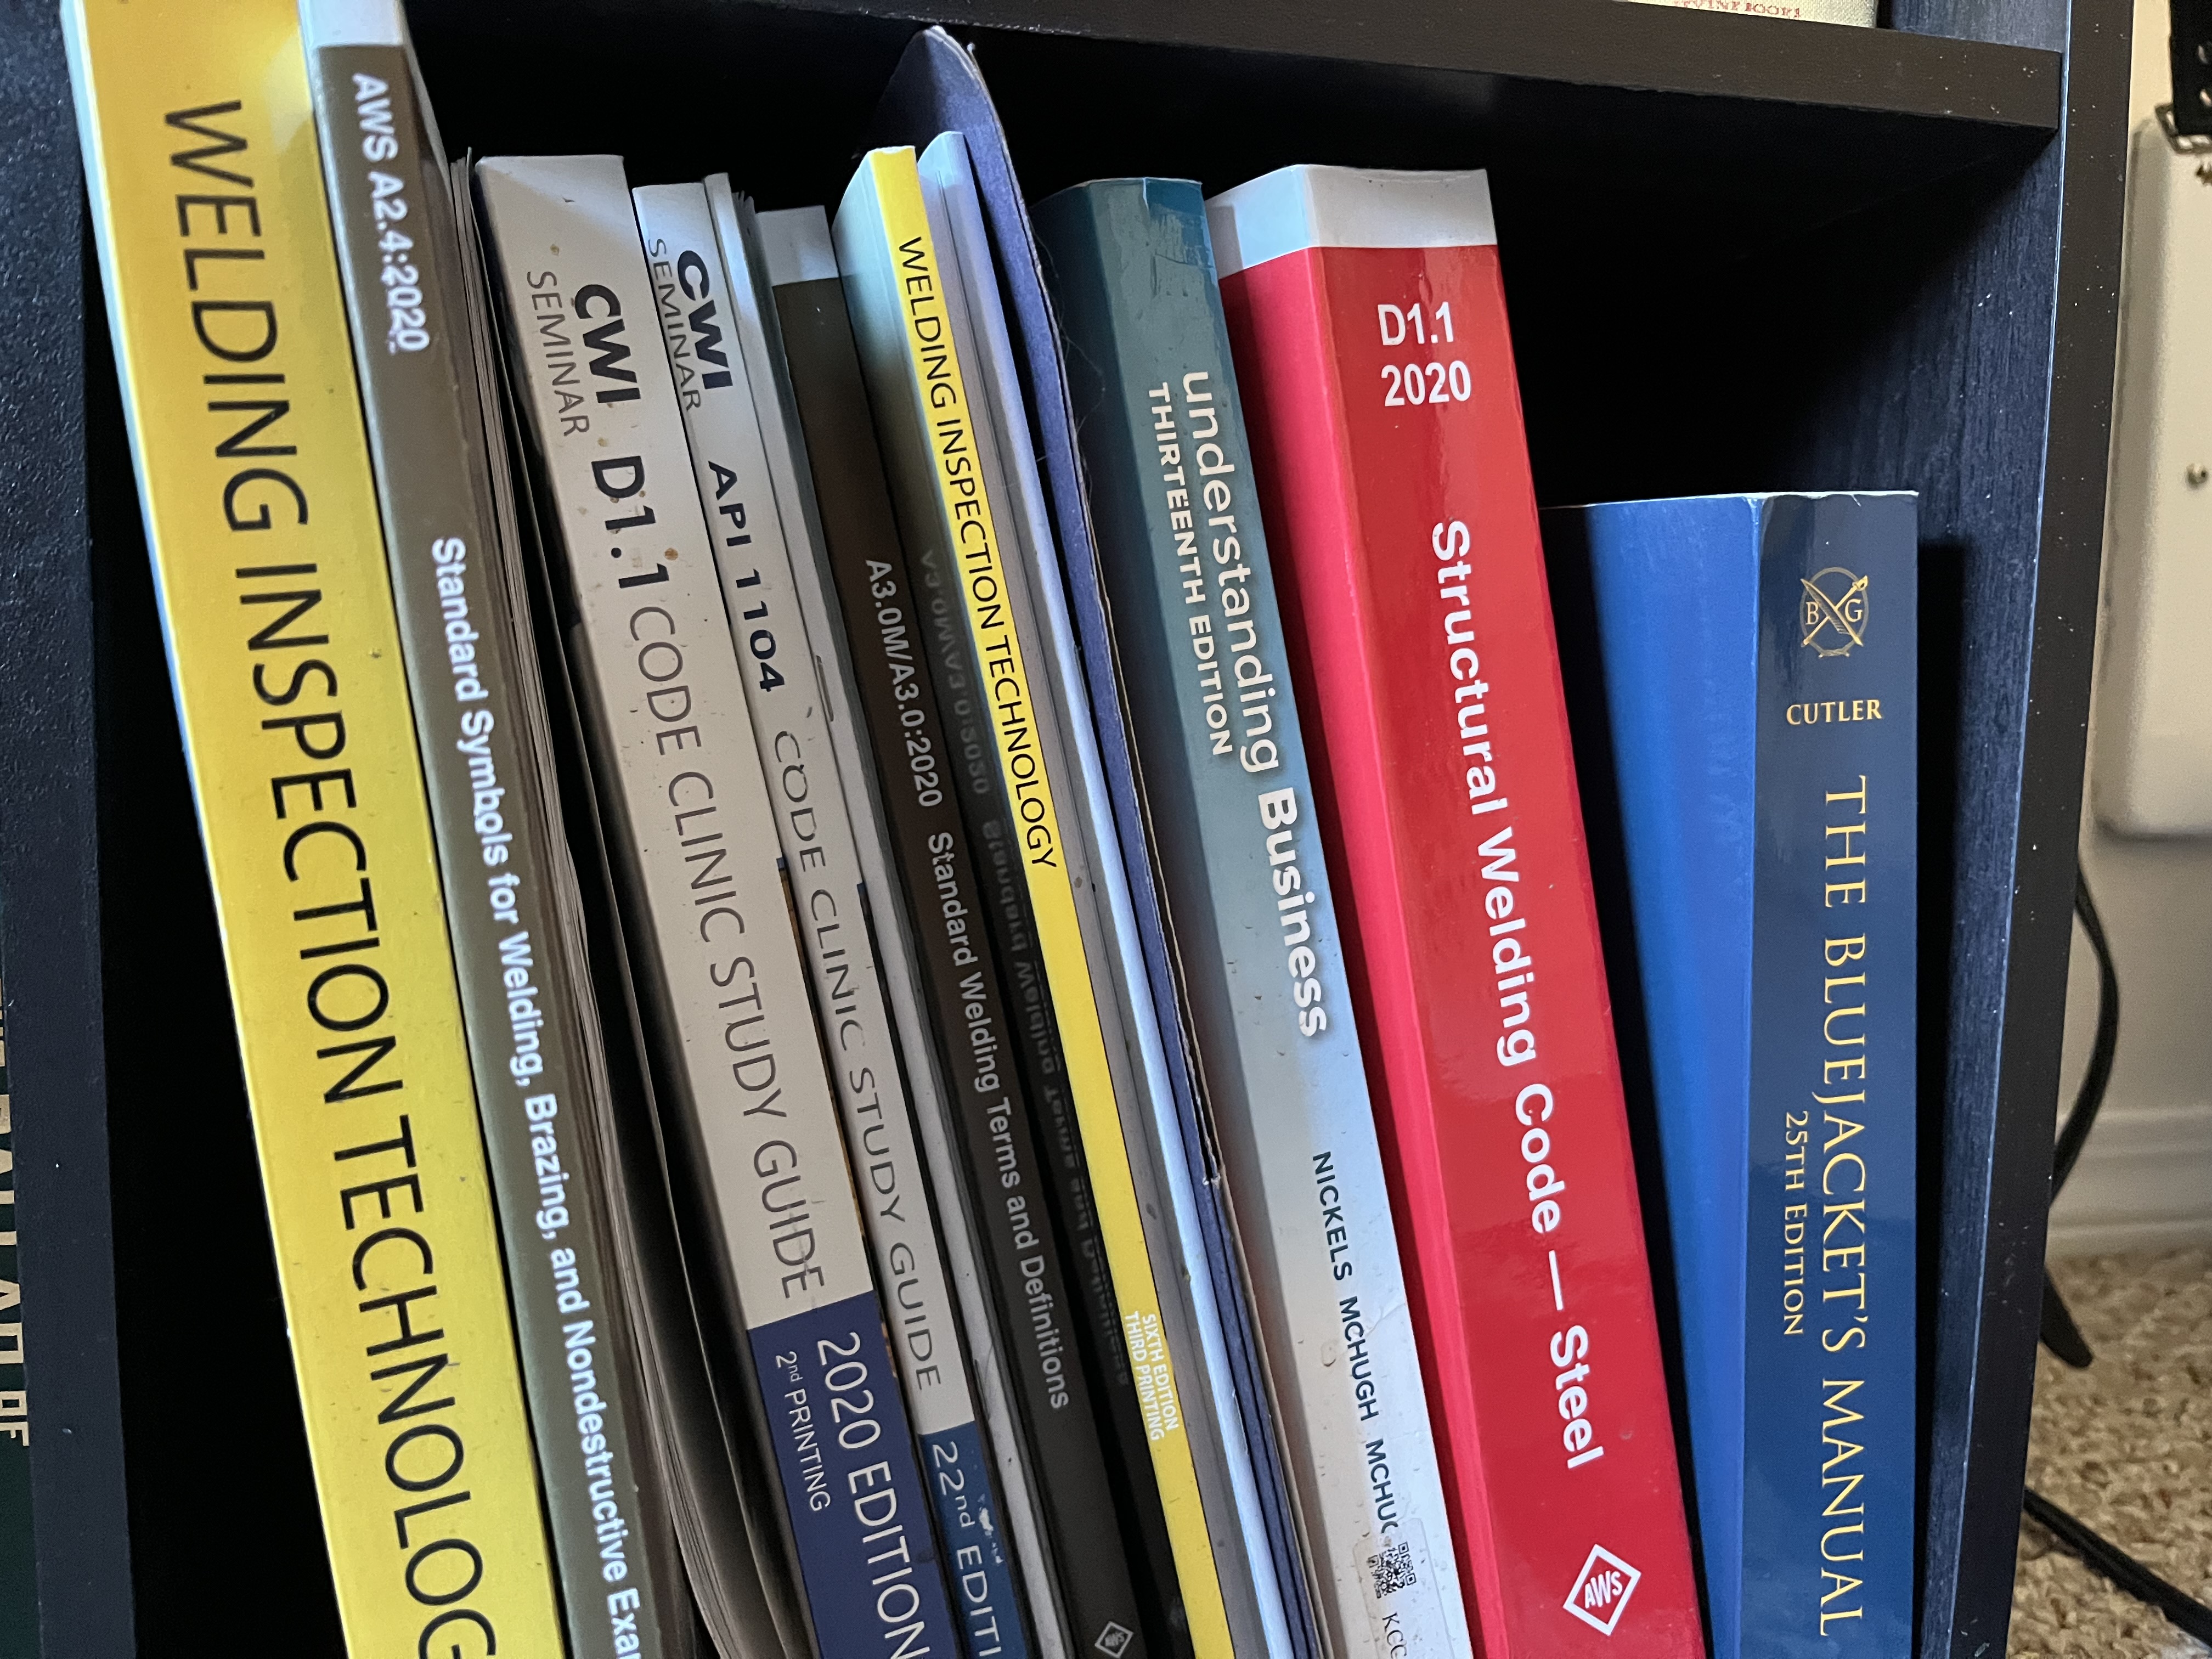 WELDING INSPECTION TECHNOLOG
AWS A2.4:2020
Standard Symbols for Welding, Brazing, and Nondestructive Exa
CWI
SEMINAR
D1.1 CODE CLINIC STUDY GUIDE
2020 EDITION
2nd PRINTING
CWI
SEMINAR
API 1104 CODE CLINIC STUDY GUIDE
22nd EDITI
A3.0M/A3.0:2020 Standard Welding Terms and Definitions
AWS
WELDING INSPECTION TECHNOLOGY
SIXTH EDITION
THIRD PRINTING
understanding Business
THIRTEENTH EDITION
NICKELS MCHUGH MCHU
KCC
D1.1
2020
Structural Welding Code — Steel
AWS
B G
CUTLER
THE BLUEJACKET'S MANUAL
25TH EDITION